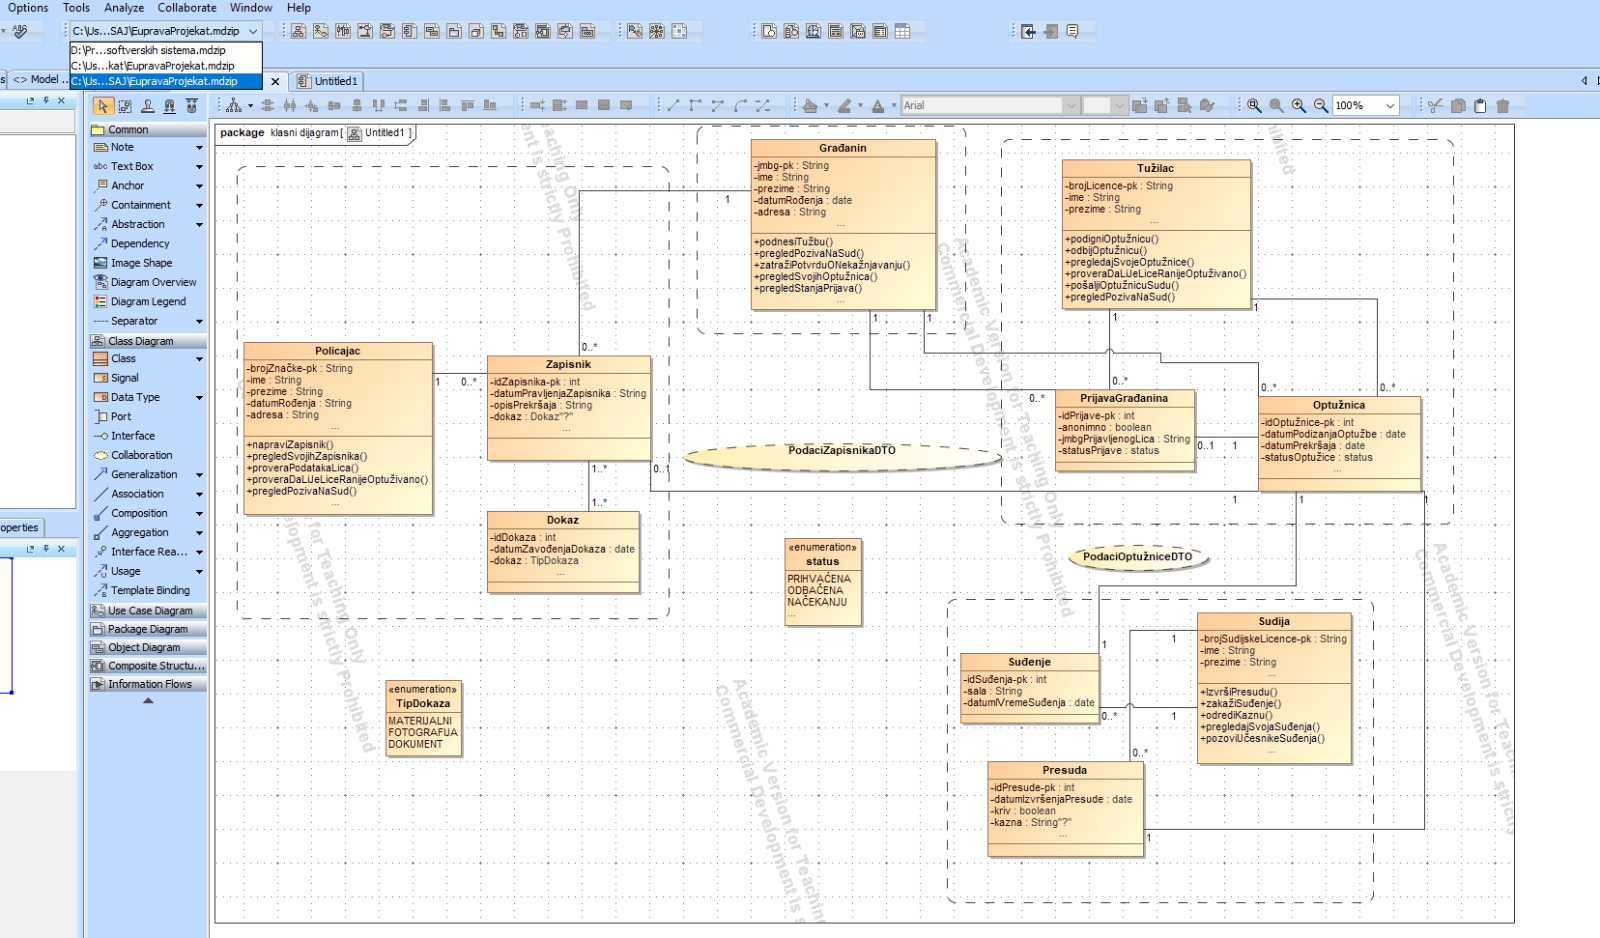 Options Tools Analyze Collaborate Window Help
C:\Us...SAJ\EupravaProjekat.mdzip
D:\Pr...softverskih sistema.mdzip
C:\Us...kat\EupravaProjekat.mdzip
C:\Us...SAJ\EupravaProjekat.mdzip
<> Model ..
Untitled1
Arial
100%
operties
Common
Note
abc Text Box
Anchor
Containment
Abstraction
Dependency
Image Shape
Diagram Overview
Diagram Legend
Separator
Class Diagram
Class
Signal
Data Type
Port
Interface
Collaboration
Generalization
Association
Composition
Aggregation
Interface Rea...
Usage
Template Binding
Use Case Diagram
Package Diagram
Object Diagram
Composite Structu...
Information Flows
package klasni dijagram [ Untitled1 ]
Građanin
-jmbg-pk : String
-ime : String
-prezime : String
-datumRođenja : date
-adresa : String
...
+podnesiTužbu()
+pregledPozivaNaSud()
+zatražiPotvrduONekažnjavanju()
+pregledSvojihOptužnica()
+pregledStanjaPrijava()
...
Tužilac
-brojLicence-pk : String
-ime : String
-prezime : String
...
+podigniOptužnicu()
+odbijOptužnicu()
+pregledajSvojeOptužnice()
+proveraDaLiJeLiceRanijeOptuživano()
+pošaljiOptužnicuSudu()
+pregledPozivaNaSud()
...
Policajac
-brojZnačke-pk : String
-ime : String
-prezime : String
-datumRođenja : String
-adresa : String
...
+napraviZapisnik()
+pregledSvojihZapisnika()
+proveraPodatakaLica()
+proveraDaLiJeLiceRanijeOptuživano()
+pregledPozivaNaSud()
...
Zapisnik
-idZapisnika-pk : int
-datumPravljenjaZapisnika : String
-opisPrekršaja : String
-dokaz : Dokaz"?"
...
Dokaz
-idDokaza : int
-datumZavođenjaDokaza : date
-dokaz : TipDokaza
...
PrijavaGrađanina
-idPrijave-pk : int
-anonimno : boolean
-jmbgPrijavljenogLica : String
-statusPrijave : status
...
Optužnica
-idOptužnice-pk : int
-datumPodizanjaOptužbe : date
-datumPrekršaja : date
-statusOptužice : status
...
PodaciZapisnikaDTO
PodaciOptužniceDTO
«enumeration»
status
PRIHVAĆENA
ODBAČENA
NAČEKANJU
...
«enumeration»
TipDokaza
MATERIJALNI
FOTOGRAFIJA
DOKUMENT
Suđenje
-idSuđenja-pk : int
-sala : String
-datumIVremeSuđenja : date
Sudija
-brojSudijskeLicence-pk : String
-ime : String
-prezime : String
...
+IzvršiPresudu()
+zakažiSuđenje()
+odrediKaznu()
+pregledajSvojaSuđenja()
+pozoviUčesnikeSuđenja()
...
Presuda
-idPresude-pk : int
-datumIzvršenjaPresude : date
-kriv : boolean
-kazna : String"?"
...
1
0..*
1
0..*
1..*
1..*
0..1
1
1
1
1
0..*
0..*
0..*
0..*
0..1
1
1
1
1
1
0..*
1
1
0..*
1
Academic Version for Teaching Only
Commercial Development is strictly Prohibited